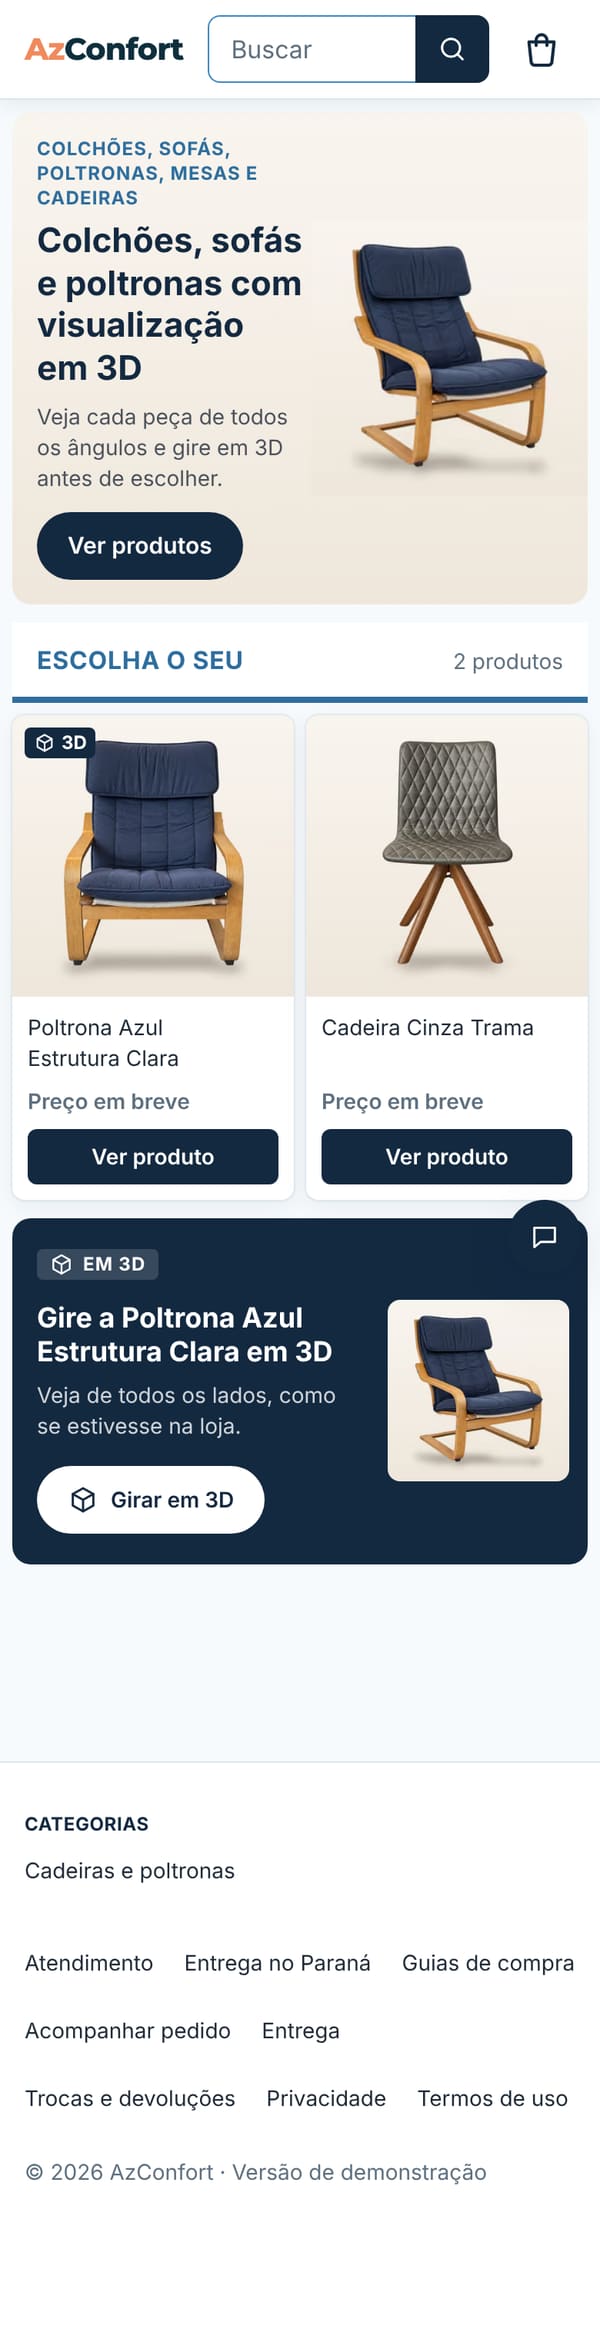 AzConfort
Buscar
COLCHÕES, SOFÁS,
POLTRONAS, MESAS E
CADEIRAS
Colchões, sofás
e poltronas com
visualização
em 3D
Veja cada peça de todos
os ângulos e gire em 3D
antes de escolher.
Ver produtos
ESCOLHA O SEU
2 produtos
3D
Poltrona Azul
Estrutura Clara
Preço em breve
Ver produto
Cadeira Cinza Trama
Preço em breve
Ver produto
EM 3D
Gire a Poltrona Azul
Estrutura Clara em 3D
Veja de todos os lados, como
se estivesse na loja.
Girar em 3D
CATEGORIAS
Cadeiras e poltronas
Atendimento Entrega no Paraná Guias de compra
Acompanhar pedido Entrega
Trocas e devoluções Privacidade Termos de uso
© 2026 AzConfort · Versão de demonstração